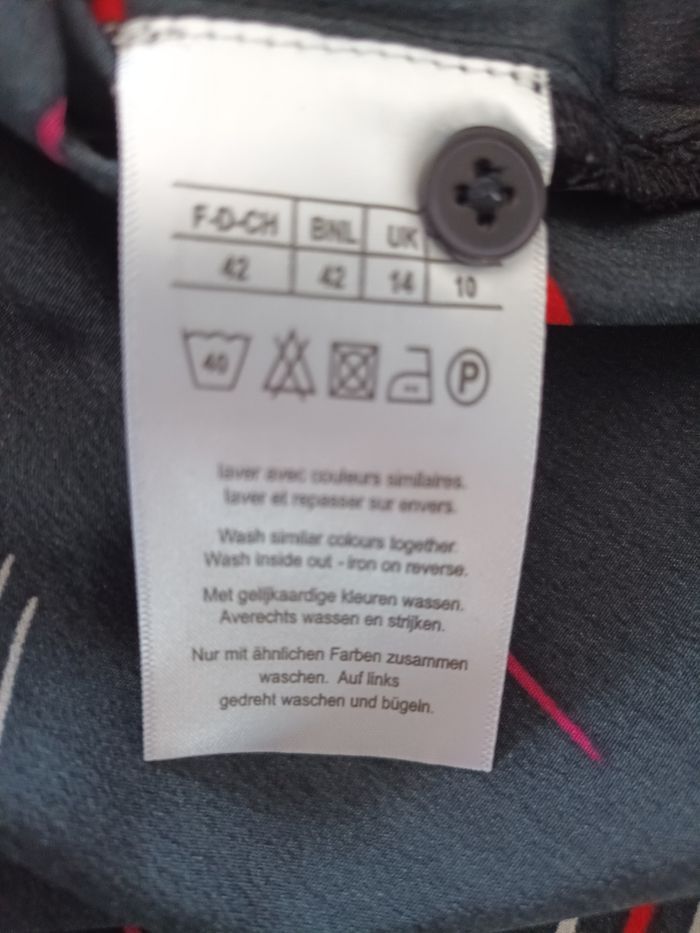 F-D-CH BNL UK
42 42 14 10
40
P
laver avec couleurs similaires.
laver et repasser sur envers.
Wash similar colours together.
Wash inside out - iron on reverse.
Met gelijkaardige kleuren wassen.
Averechts wassen en strijken.
Nur mit ähnlichen Farben zusammen
waschen. Auf links
gedreht waschen und bügeln.